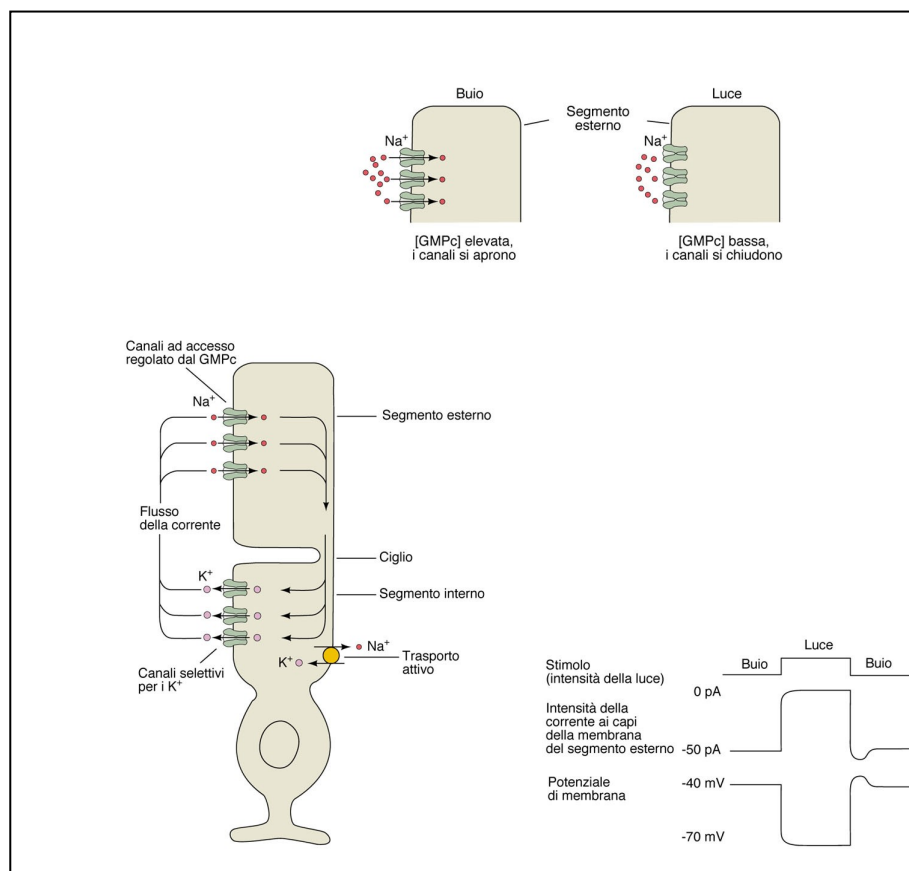 Buio
Luce
Segmento
esterno
Na+
Na+
[GMPc] elevata,
i canali si aprono
[GMPc] bassa,
i canali si chiudono
Canali ad accesso
regolato dal GMPc
Na+
Segmento esterno
Flusso
della corrente
Ciglio
K+
Segmento interno
Na+
K+
Trasporto
attivo
Canali selettivi
per i K+
Luce
Stimolo
(intensità della luce)
Buio
Buio
0 pA
Intensità della
corrente ai capi
della membrana
del segmento esterno
-50 pA
Potenziale
di membrana
-40 mV
-70 mV